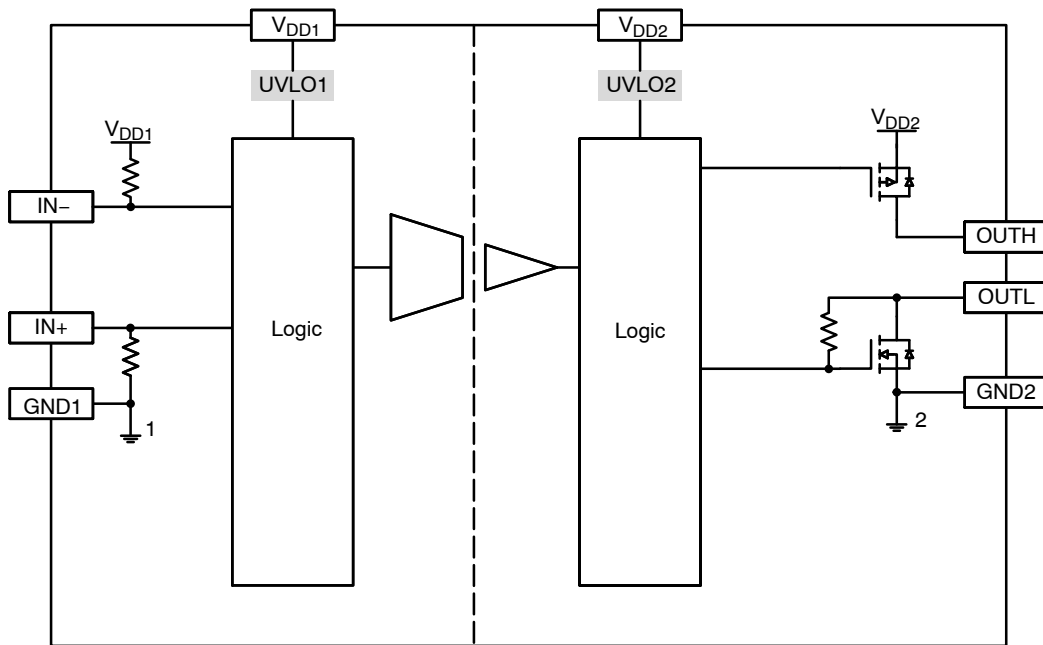 VDD1
VDD2
UVLO1
UVLO2
VDD1
VDD2
IN−
OUTH
OUTL
IN+
Logic
Logic
GND1
GND2
1
2